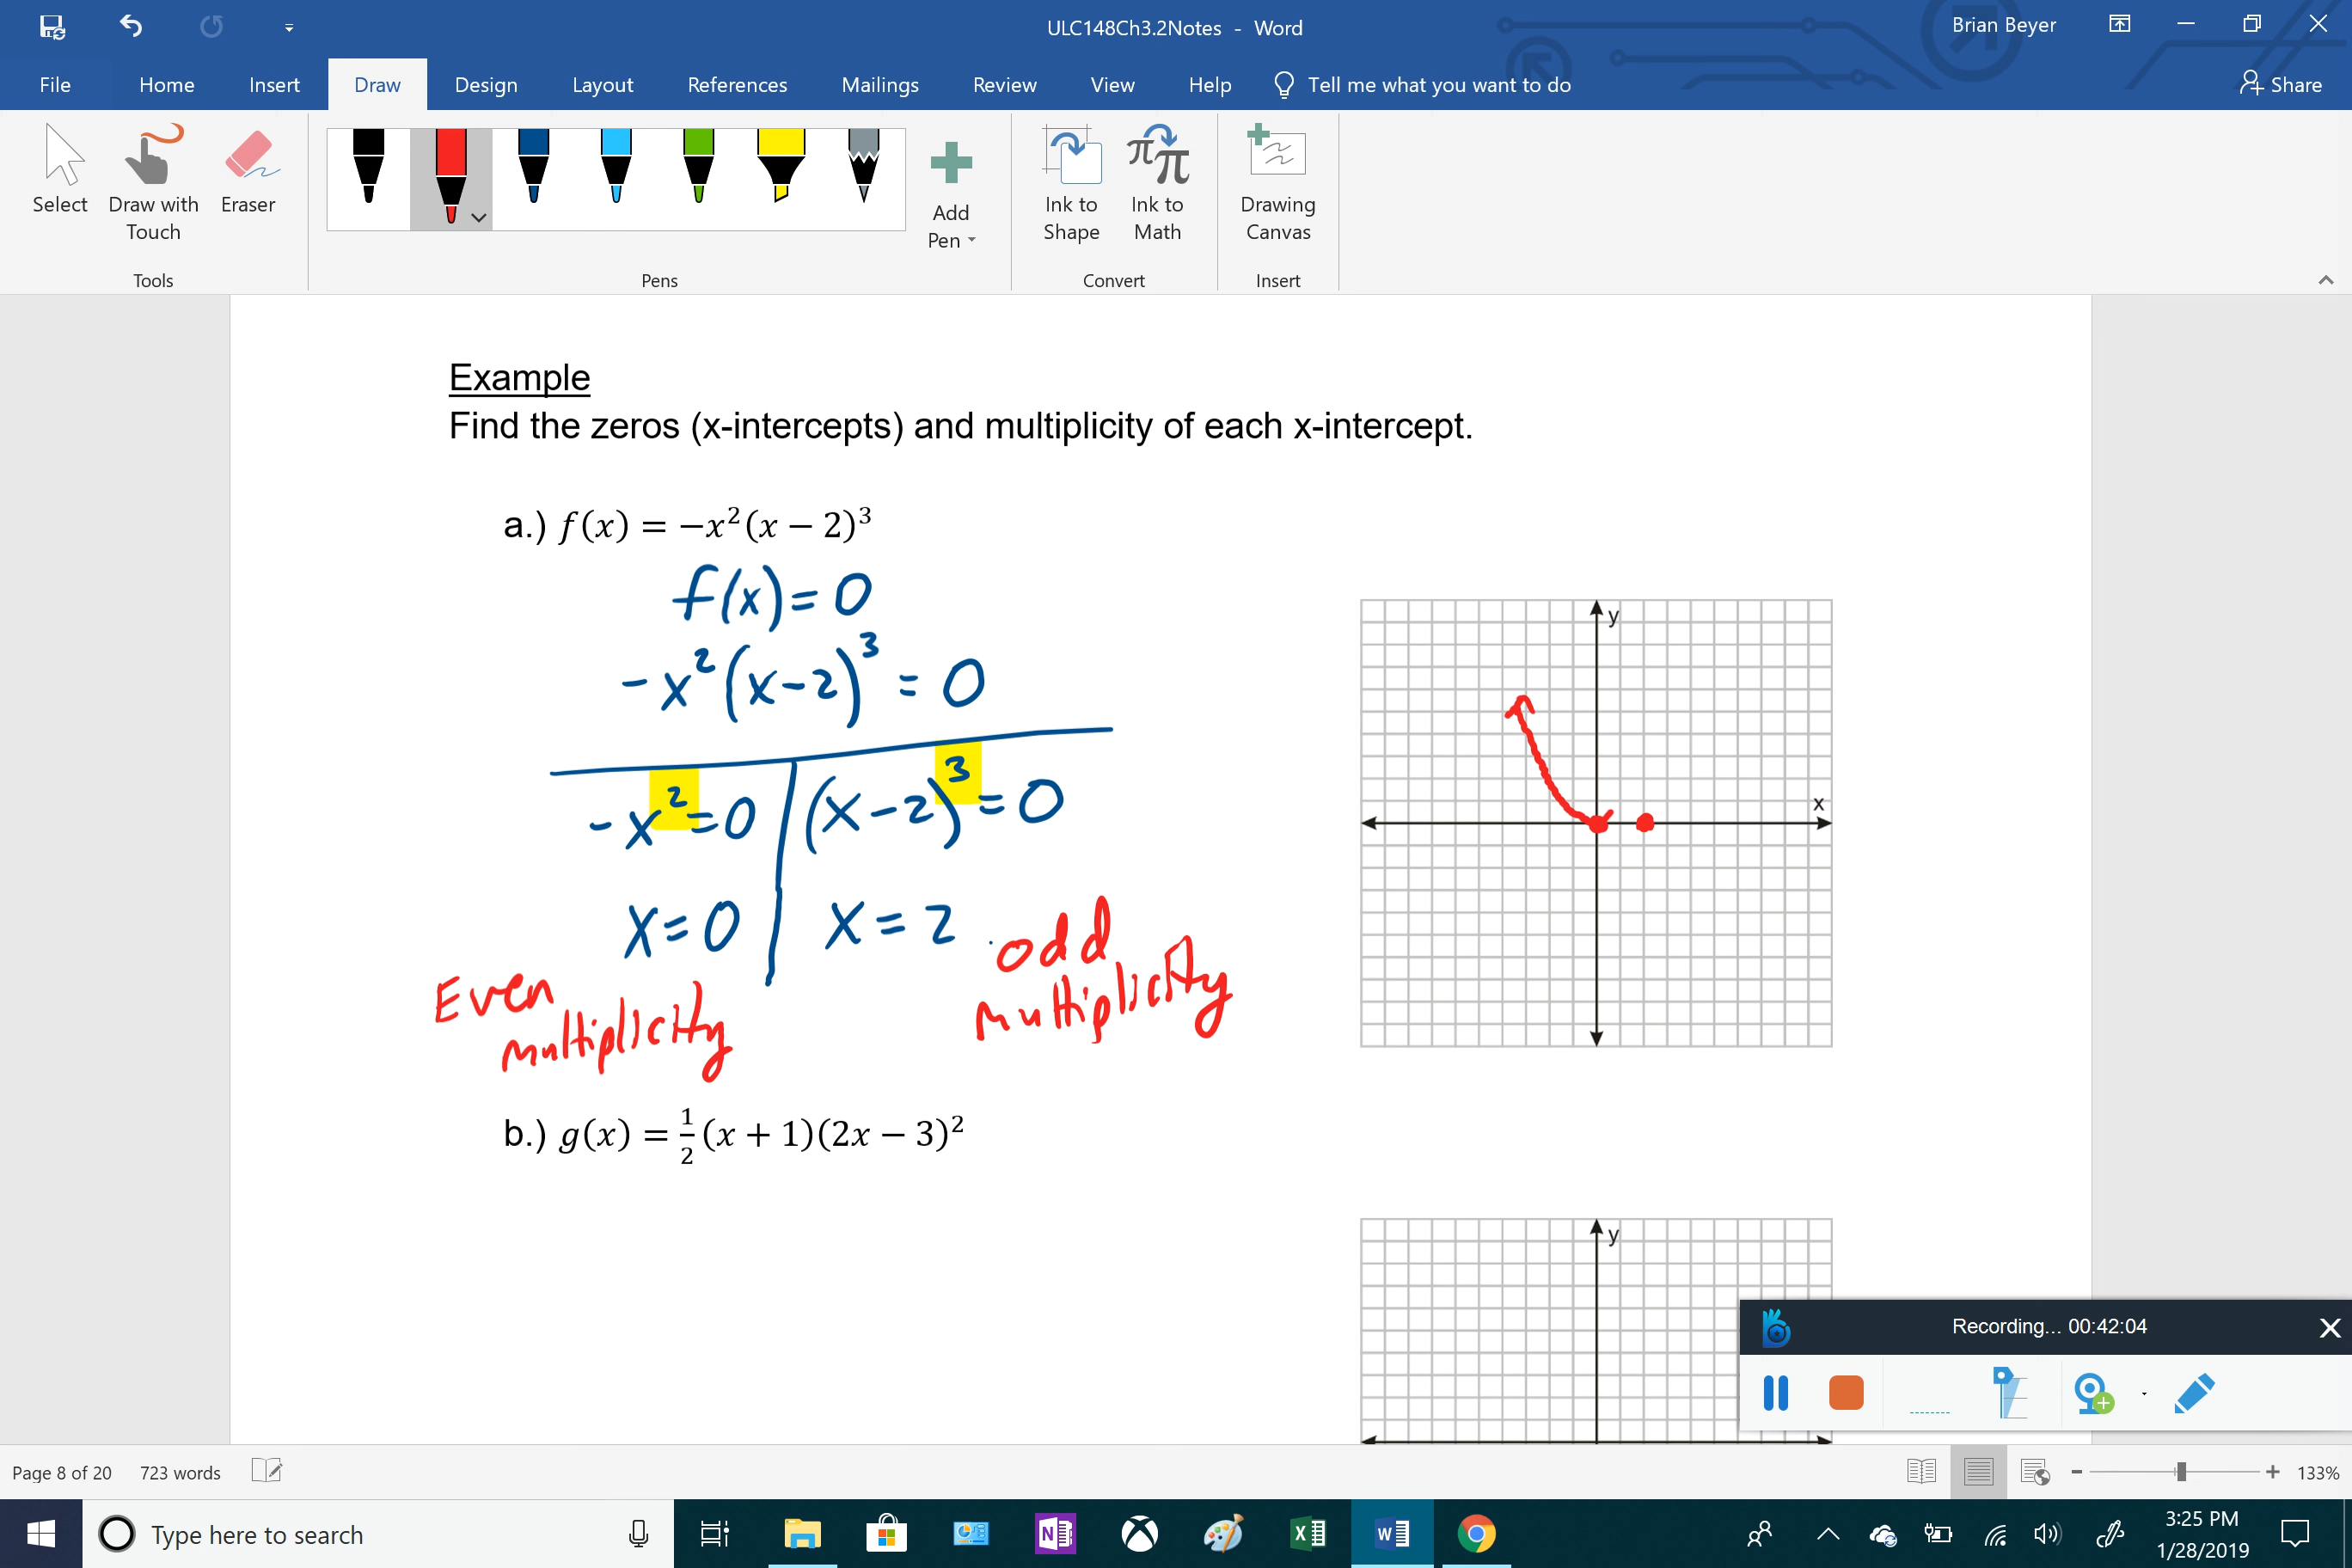 ULC148Ch3.2Notes - Word
Brian Beyer
File Home Insert Draw Design Layout References Mailings Review View Help Tell me what you want to do Share
Select Draw with Touch Eraser Add Pen Ink to Shape Ink to Math Drawing Canvas
Tools Pens Convert Insert
Example
Find the zeros (x-intercepts) and multiplicity of each x-intercept.
a.) f(x) = −x²(x − 2)³
f(x) = 0
-x²(x-2)³ = 0
-x²=0 (x-2)³=0
x=0 x=2
Even multiplicity
odd multiplicity
y
x
b.) g(x) = ½(x + 1)(2x − 3)²
y
Recording... 00:42:04
Page 8 of 20 723 words 133%
Type here to search
3:25 PM
1/28/2019